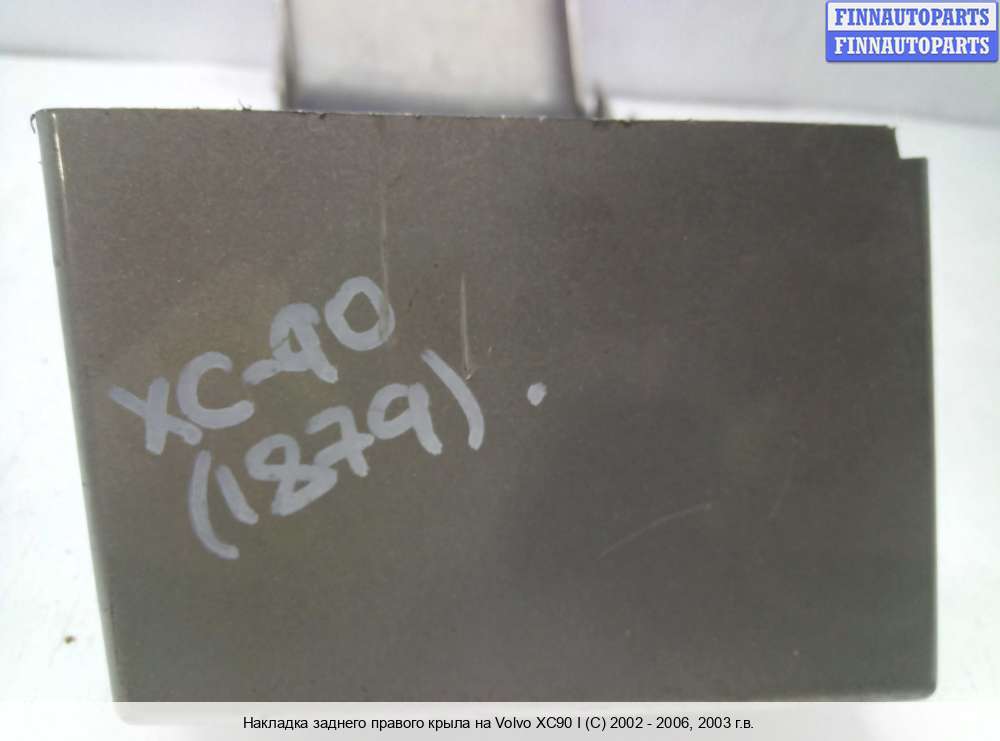 FINNAUTOPARTS
FINNAUTOPARTS
XC-90
(1879).
Накладка заднего правого крыла на Volvo XC90 I (C) 2002 - 2006, 2003 г.в.